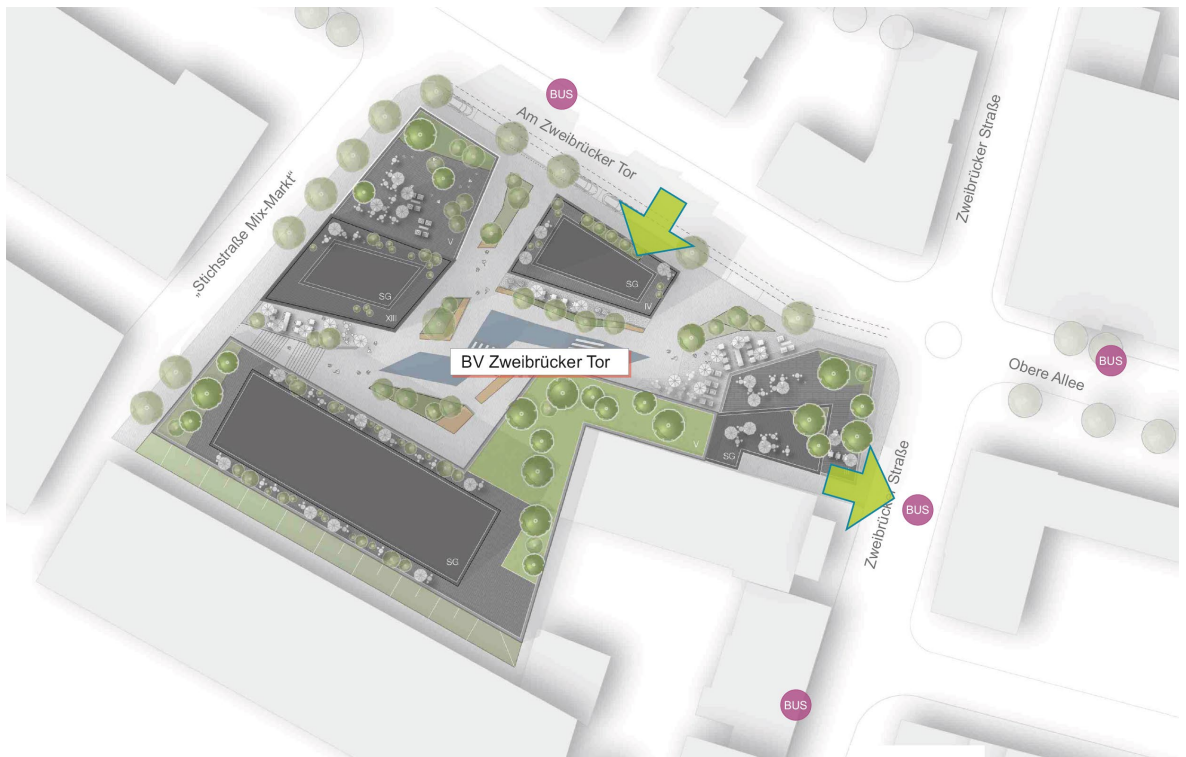 BUS
Am Zweibrücker Tor
Zweibrücker Straße
„Stichstraße Mix-Markt“
V
SG
XIII
SG
IV
BV Zweibrücker Tor
BUS
Obere Allee
V
SG
Zweibrücker Straße
BUS
SG
BUS